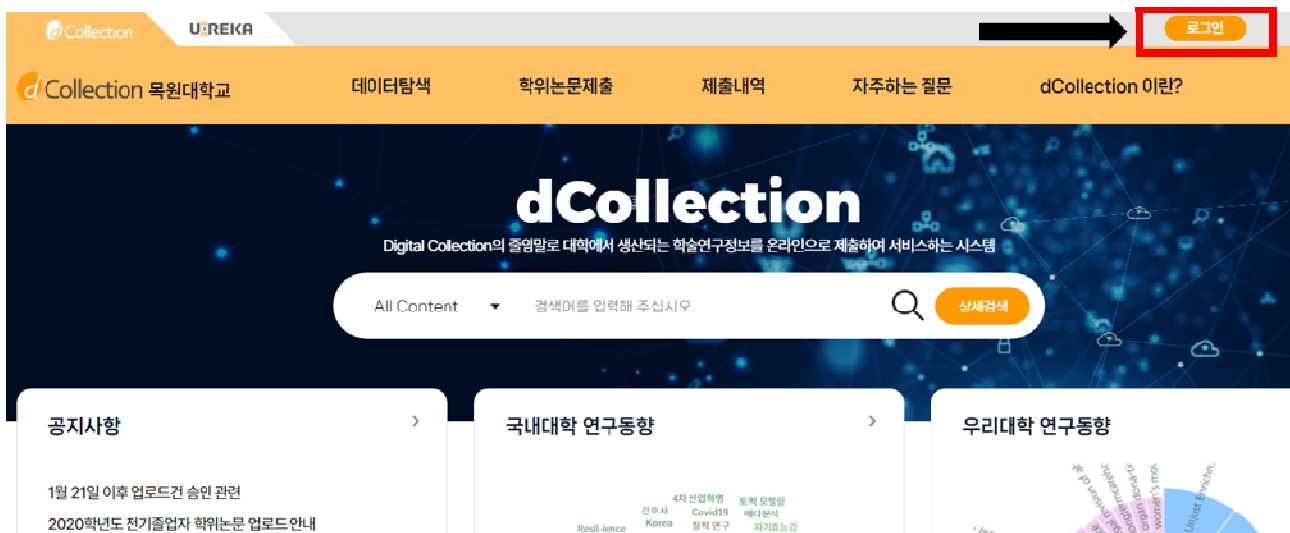 dCollection
U:REKA
로그인
dCollection 목원대학교
데이터탐색
학위논문제출
제출내역
자주하는 질문
dCollection 이란?
dCollection
Digital Collection의 줄임말로 대학에서 생산되는 학술연구정보를 온라인으로 제출하여 서비스하는 시스템
All Content
검색어를 입력해 주십시오.
상세검색
공지사항
1월 21일 이후 업로드건 승인 관련
2020학년도 전기졸업자 학위논문 업로드 안내
국내대학 연구동향
4차 산업혁명
토픽 모델링
간호사
Covid19
메타분석
Resil-ience
Korea
질적 연구
자기효능감
우리대학 연구동향
women's
Unjust Enrichm